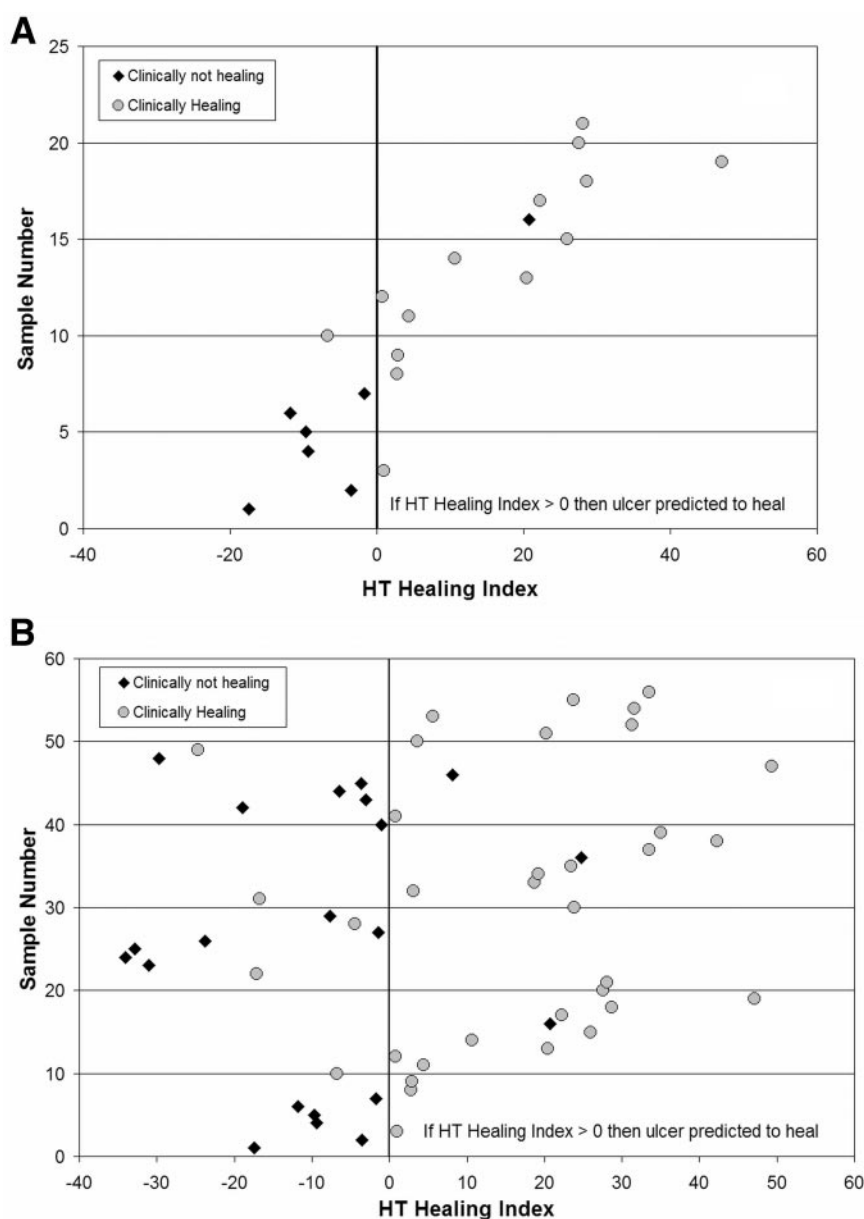 A
25
20
15
10
5
0
Sample Number
Clinically not healing
Clinically Healing
If HT Healing Index > 0 then ulcer predicted to heal
-40 -20 0 20 40 60
HT Healing Index
B
60
50
40
30
20
10
0
Sample Number
Clinically not healing
Clinically Healing
If HT Healing Index > 0 then ulcer predicted to heal
-40 -30 -20 -10 0 10 20 30 40 50 60
HT Healing Index